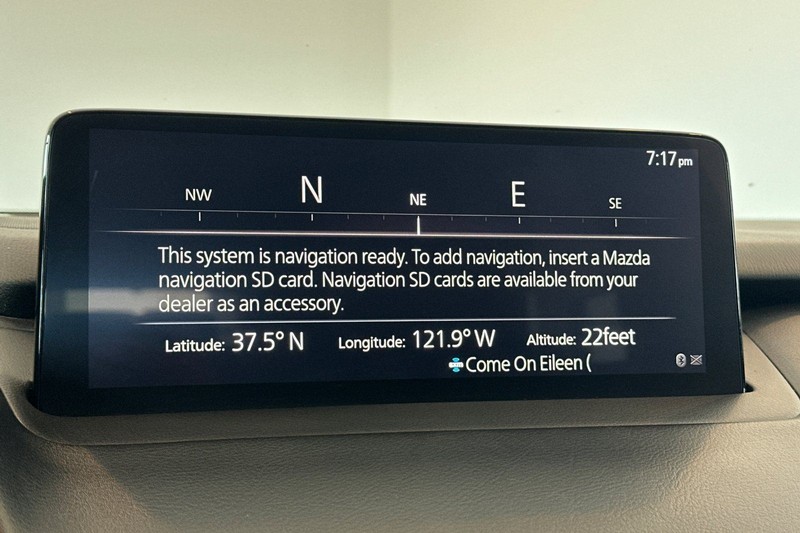 7:17 pm
NW N NE E SE
This system is navigation ready. To add navigation, insert a Mazda
navigation SD card. Navigation SD cards are available from your
dealer as an accessory.
Latitude: 37.5° N Longitude: 121.9° W Altitude: 22feet
Come On Eileen (